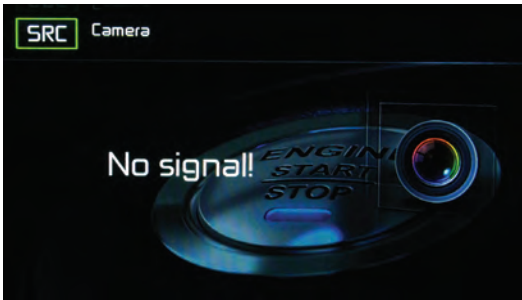 SRC Camera
No signal!
ENGINE
START
STOP